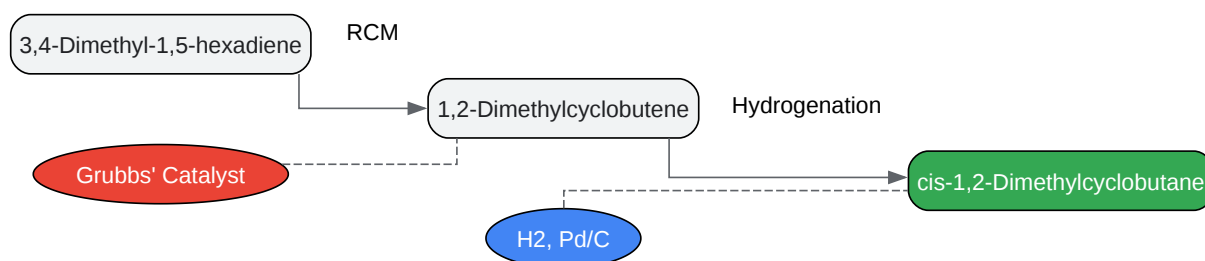 3,4-Dimethyl-1,5-hexadiene
RCM
1,2-Dimethylcyclobutene
Hydrogenation
Grubbs' Catalyst
cis-1,2-Dimethylcyclobutane
H2, Pd/C